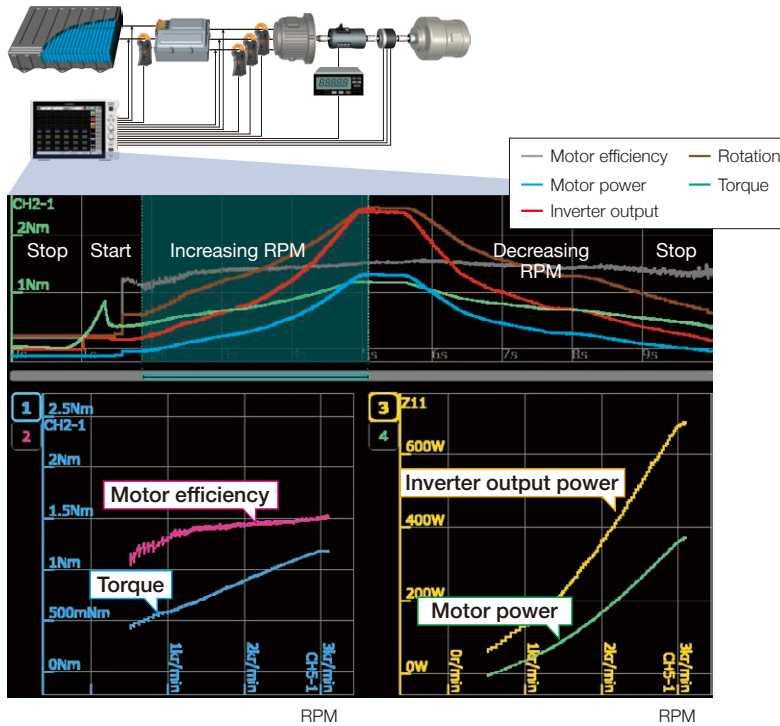 Motor efficiency
Rotation
Motor power
Torque
Inverter output
CH2-1
2Nm
Stop
Start
Increasing RPM
Decreasing
RPM
Stop
1Nm
3s
5s
6s
7s
8s
9s
1
2
2.5Nm
CH2-1
2Nm
Motor efficiency
1.5Nm
1Nm
Torque
500mNm
0Nm
1kr/min
2kr/min
3kr/min
CH5-1
RPM
3
4
Z11
600W
Inverter output power
400W
200W
Motor power
0W
0r/min
1kr/min
2kr/min
3kr/min
CH5-1
RPM